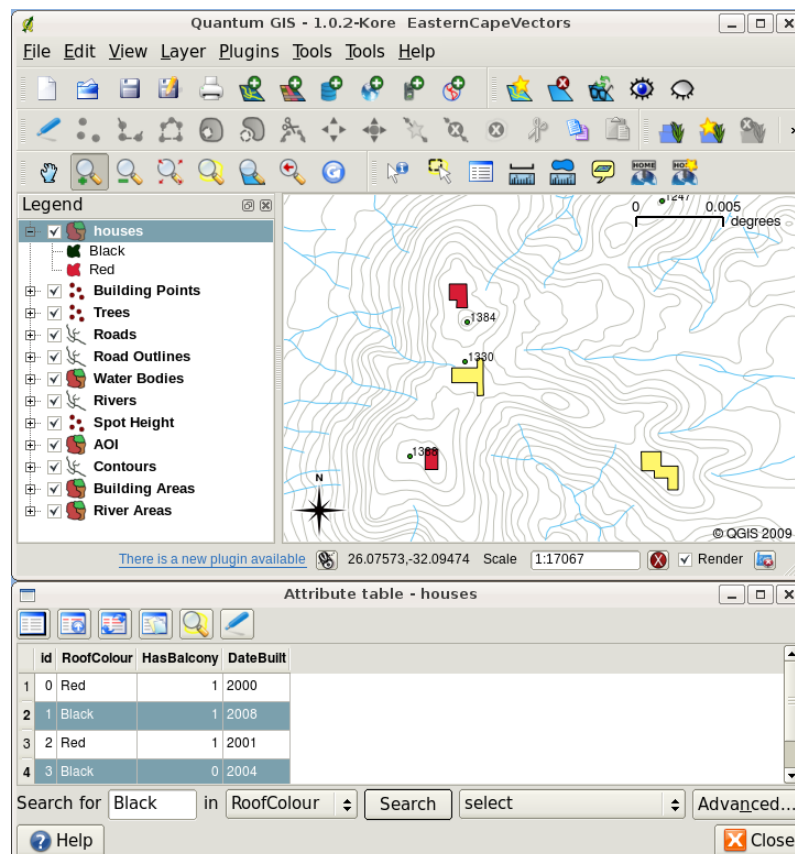 Quantum GIS - 1.0.2-Kore  EasternCapeVectors
File Edit View Layer Plugins Tools Tools Help
HOME
Legend
houses
Black
Red
Building Points
Trees
Roads
Road Outlines
Water Bodies
Rivers
Spot Height
AOI
Contours
Building Areas
River Areas
1247
0 0.005
degrees
1384
1330
1388
N
© QGIS 2009
There is a new plugin available 26.07573,-32.09474 Scale 1:17067 Render
Attribute table - houses
id RoofColour HasBalcony DateBuilt
1 0 Red 1 2000
2 1 Black 1 2008
3 2 Red 1 2001
4 3 Black 0 2004
Search for Black in RoofColour Search select Advanced...
Help Close